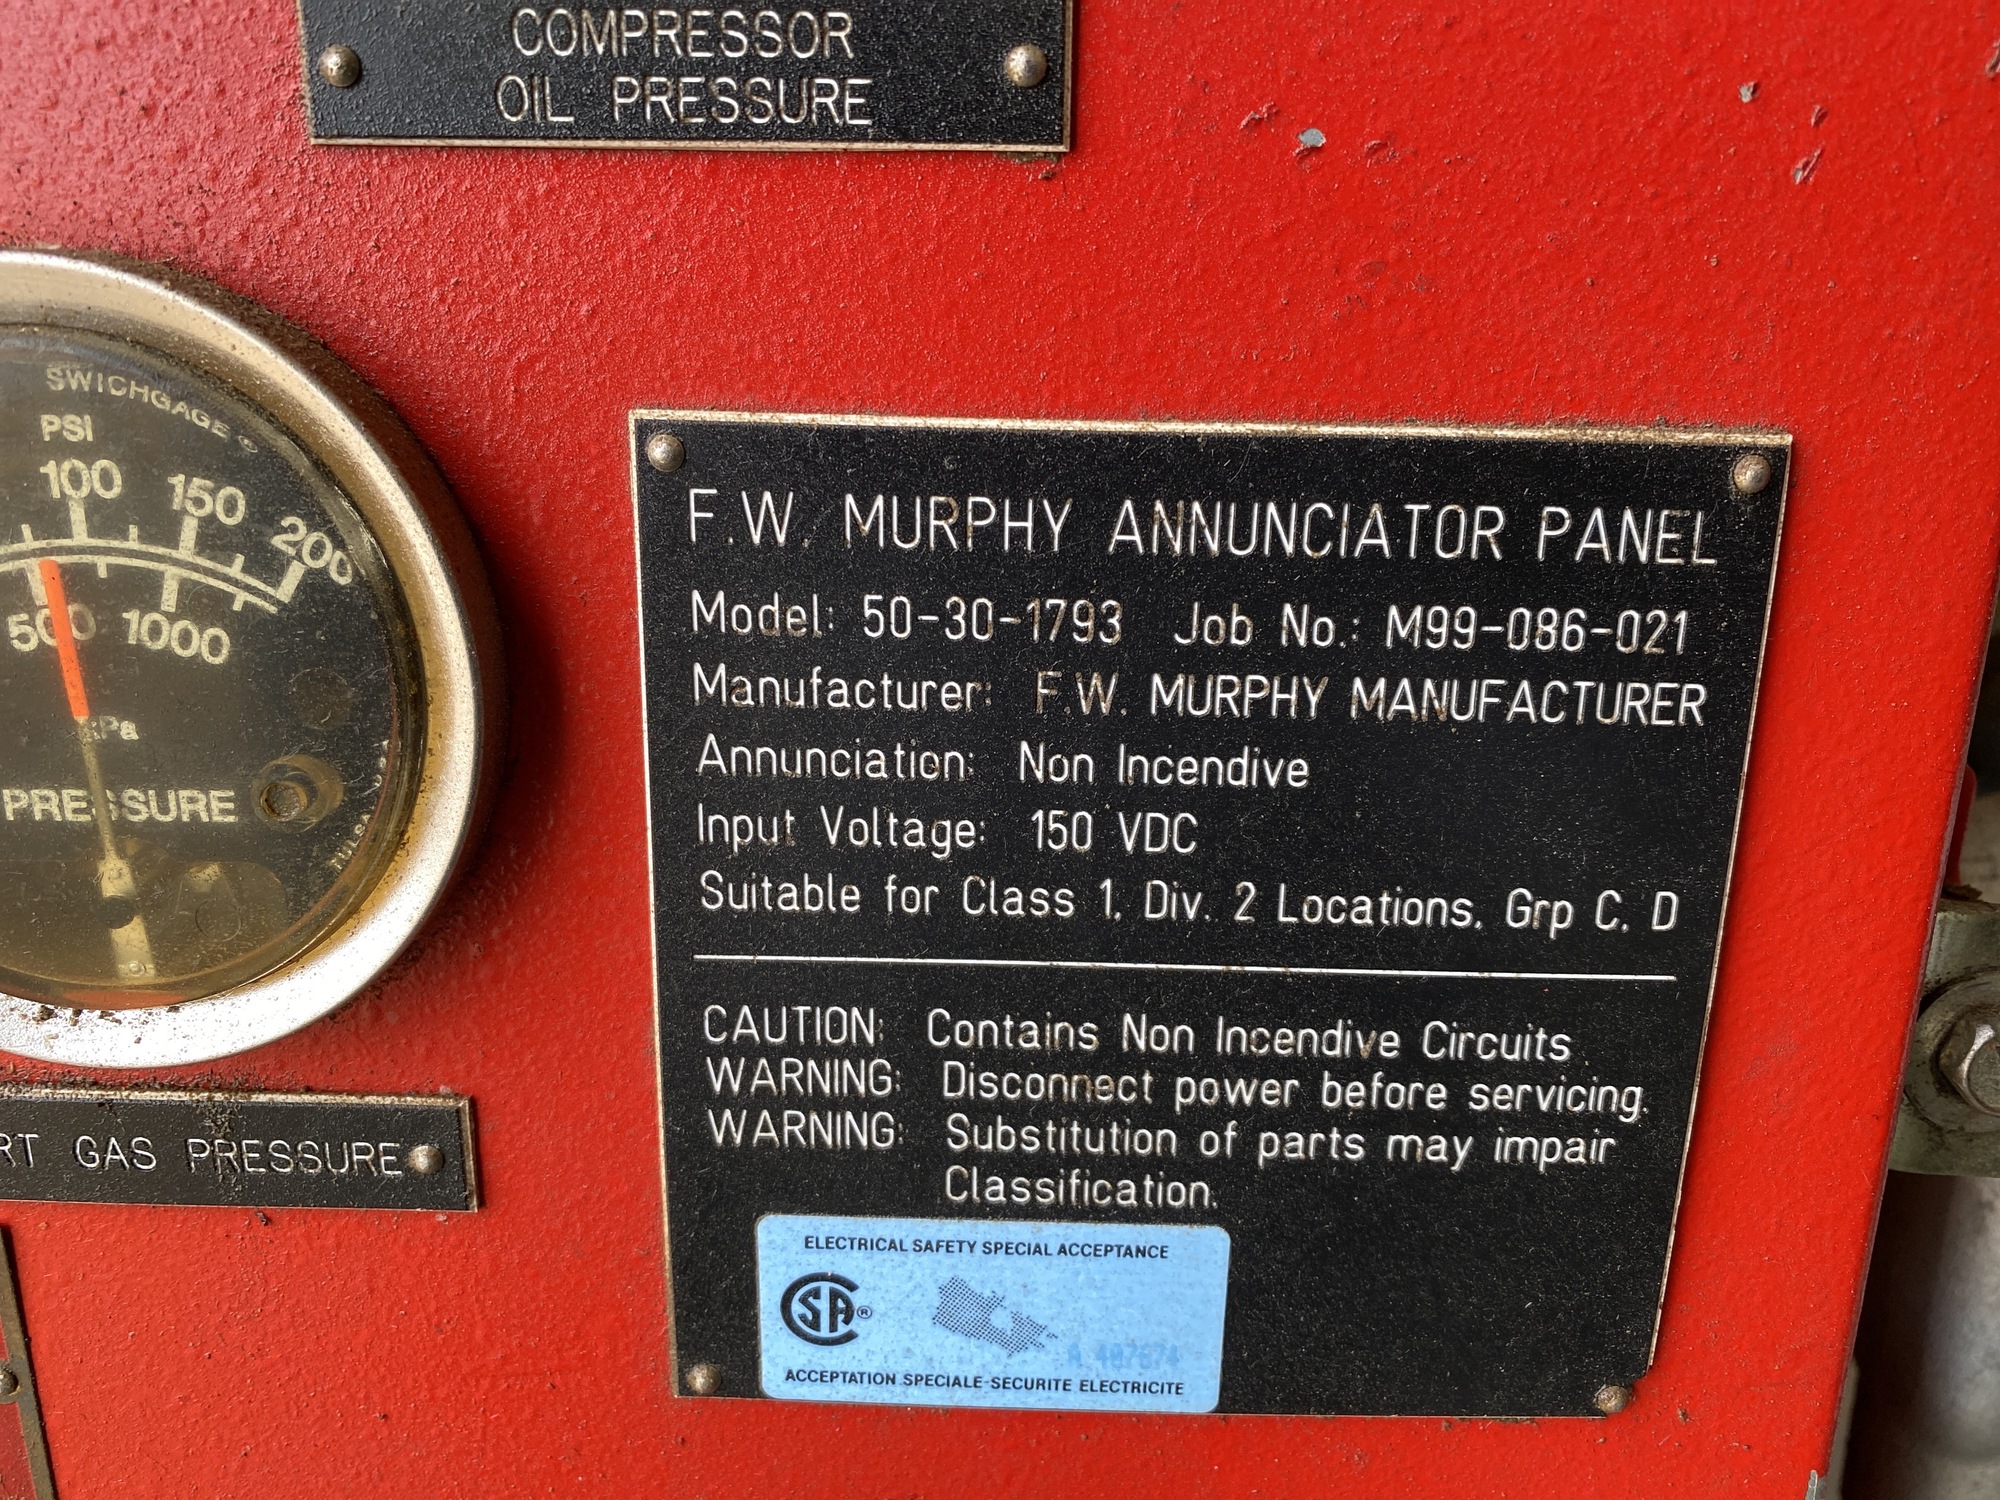 COMPRESSOR
OIL PRESSURE
SWICHGAGE
PSI
100 150 200
500 1000
kPa
PRESSURE
RT GAS PRESSURE
F.W. MURPHY ANNUNCIATOR PANEL
Model: 50-30-1793 Job No.: M99-086-021
Manufacturer: F.W. MURPHY MANUFACTURER
Annunciation: Non Incendive
Input Voltage: 150 VDC
Suitable for Class 1, Div. 2 Locations, Grp C, D
CAUTION: Contains Non Incendive Circuits
WARNING: Disconnect power before servicing.
WARNING: Substitution of parts may impair
Classification.
ELECTRICAL SAFETY SPECIAL ACCEPTANCE
CSA ®
ACCEPTATION SPECIALE-SECURITE ELECTRICITE